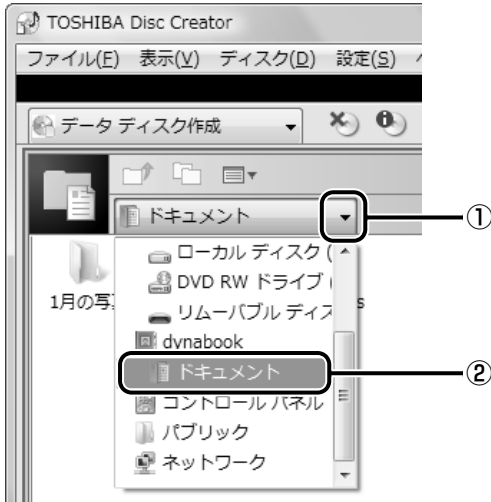 TOSHIBA Disc Creator
ファイル(F) 表示(V) ディスク(D) 設定(S)
データ ディスク作成
ドキュメント
①
ローカル ディスク (
DVD RW ドライブ (
1月の写
s
リムーバブル ディス
dynabook
ドキュメント
②
コントロール パネル
パブリック
ネットワーク